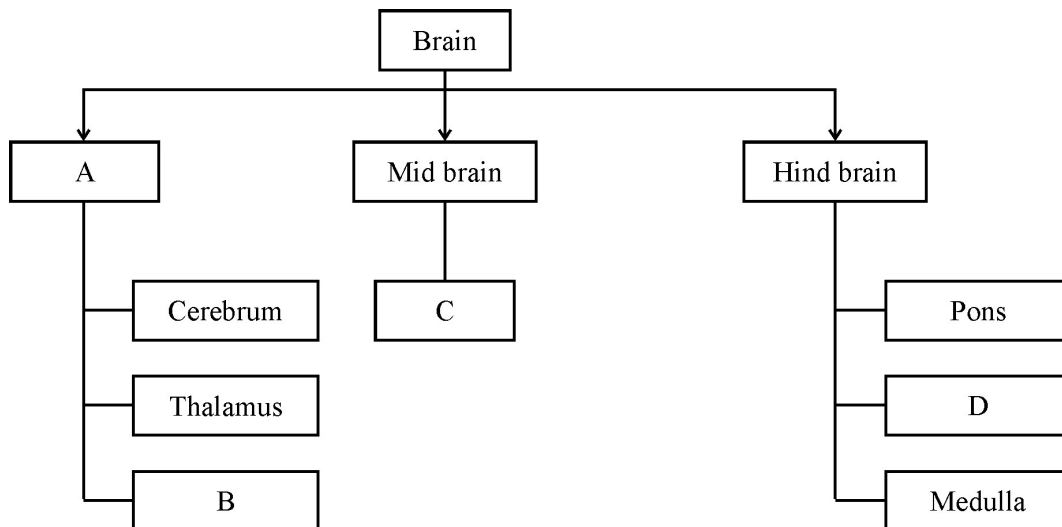 Brain
A
Mid brain
Hind brain
Cerebrum
C
Pons
Thalamus
D
B
Medulla